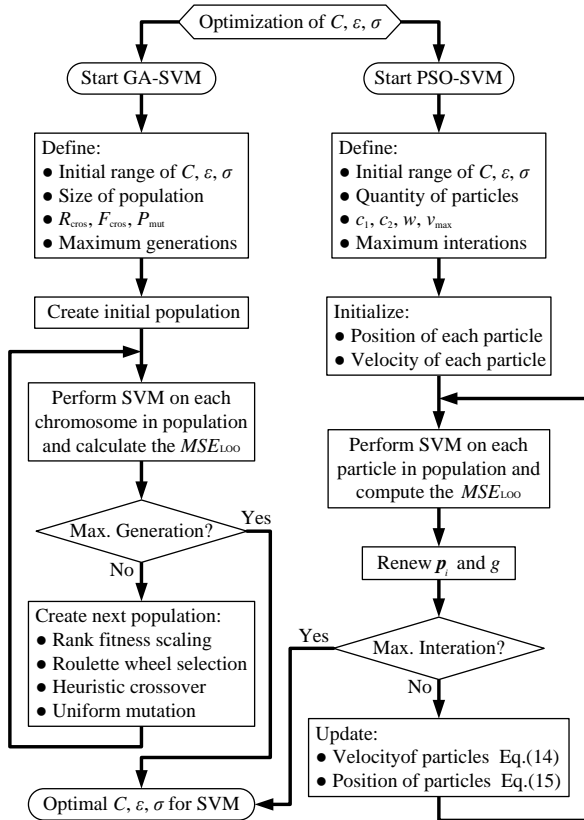 Optimization of C, ε, σ
Start GA-SVM
Define:
● Initial range of C, ε, σ
● Size of population
● Rcros, Fcros, Pmut
● Maximum generations
Create initial population
Perform SVM on each
chromosome in population
and calculate the MSELOO
Max. Generation?
Yes
No
Create next population:
● Rank fitness scaling
● Roulette wheel selection
● Heuristic crossover
● Uniform mutation
Optimal C, ε, σ for SVM
Start PSO-SVM
Define:
● Initial range of C, ε, σ
● Quantity of particles
● c1, c2, w, vmax
● Maximum interations
Initialize:
● Position of each particle
● Velocity of each particle
Perform SVM on each
particle in population and
compute the MSELOO
Renew pi and g
Yes
Max. Interation?
No
Update:
● Velocityof particles Eq.(14)
● Position of particles Eq.(15)